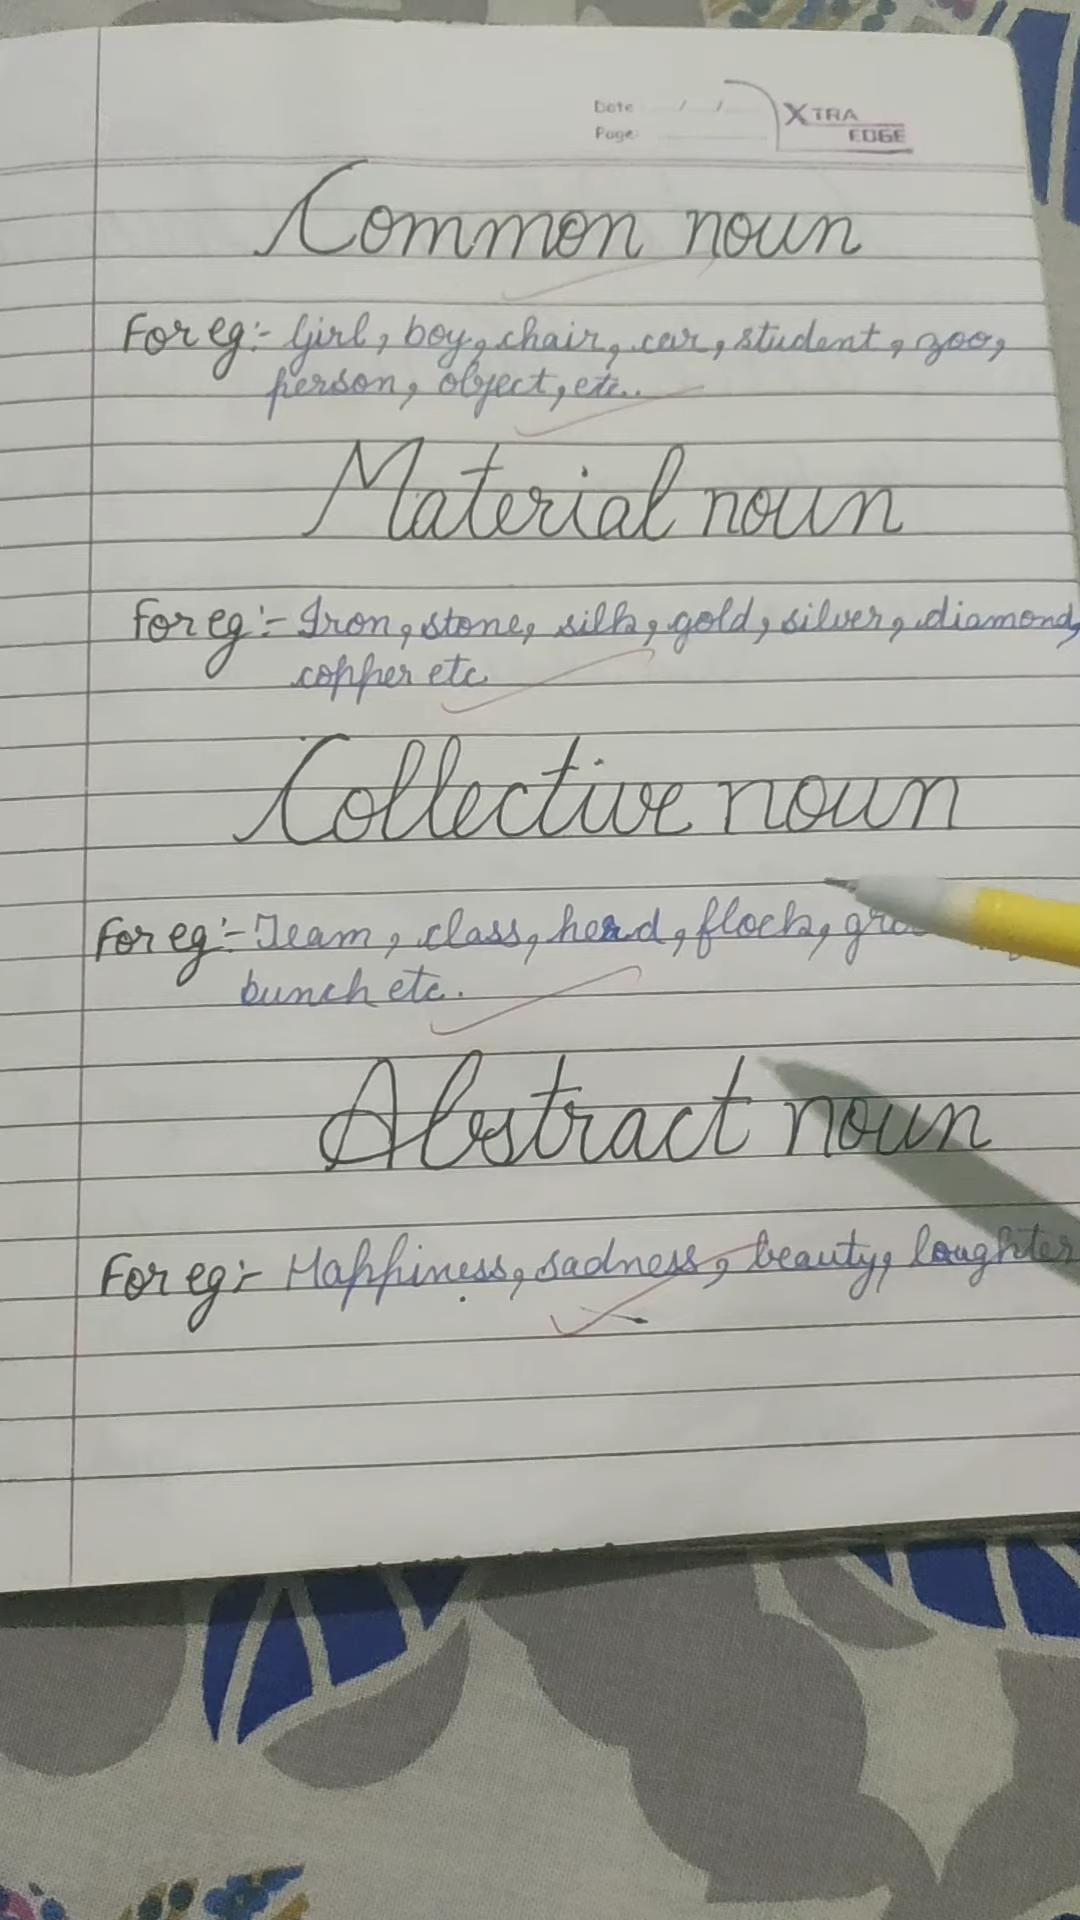 Date / /
Page
XTRA
EDGE
Common noun
For eg:- Girl, boy, chair, car, student, zoo,
person, object, etc..
Material noun
For eg:- Iron, stone, silk, gold, silver, diamond,
copper etc
Collective noun
For eg:- Team, class, herd, flock,
bunch etc.
Abstract noun
For eg:- Happiness, sadness, beauty, loughter